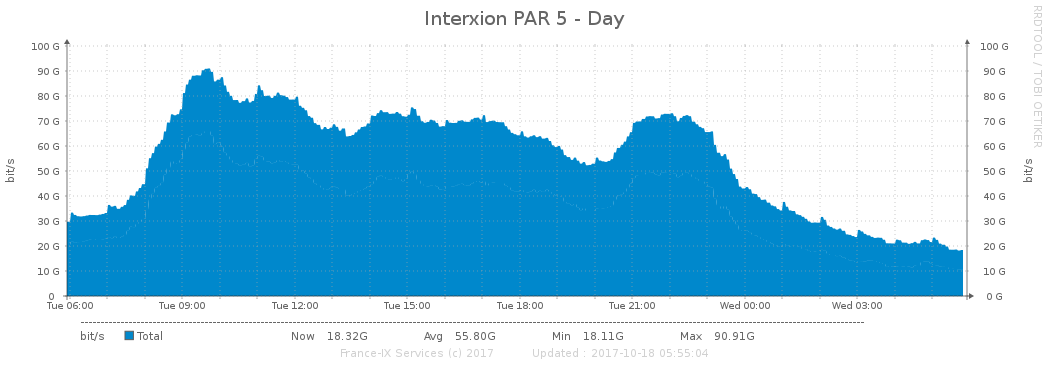 Interxion PAR 5 - Day
RRDTOOL / TOBI OETIKER
bit/s
100 G
90 G
80 G
70 G
60 G
50 G
40 G
30 G
20 G
10 G
0
100 G
90 G
80 G
70 G
60 G
50 G
40 G
30 G
20 G
10 G
0 G
bit/s
Tue 06:00 Tue 09:00 Tue 12:00 Tue 15:00 Tue 18:00 Tue 21:00 Wed 00:00 Wed 03:00
bit/s Total Now 18.32G Avg 55.80G Min 18.11G Max 90.91G
France-IX Services (c) 2017 Updated : 2017-10-18 05:55:04